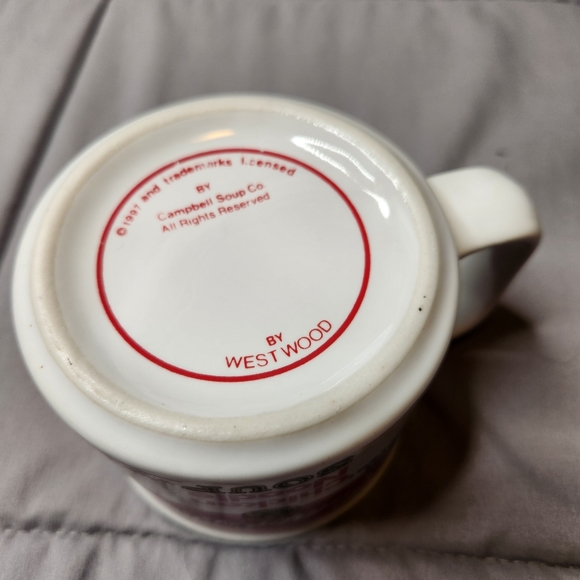 ©1997 and trademarks licensed
BY
Campbell Soup Co.
All Rights Reserved
BY
WESTWOOD